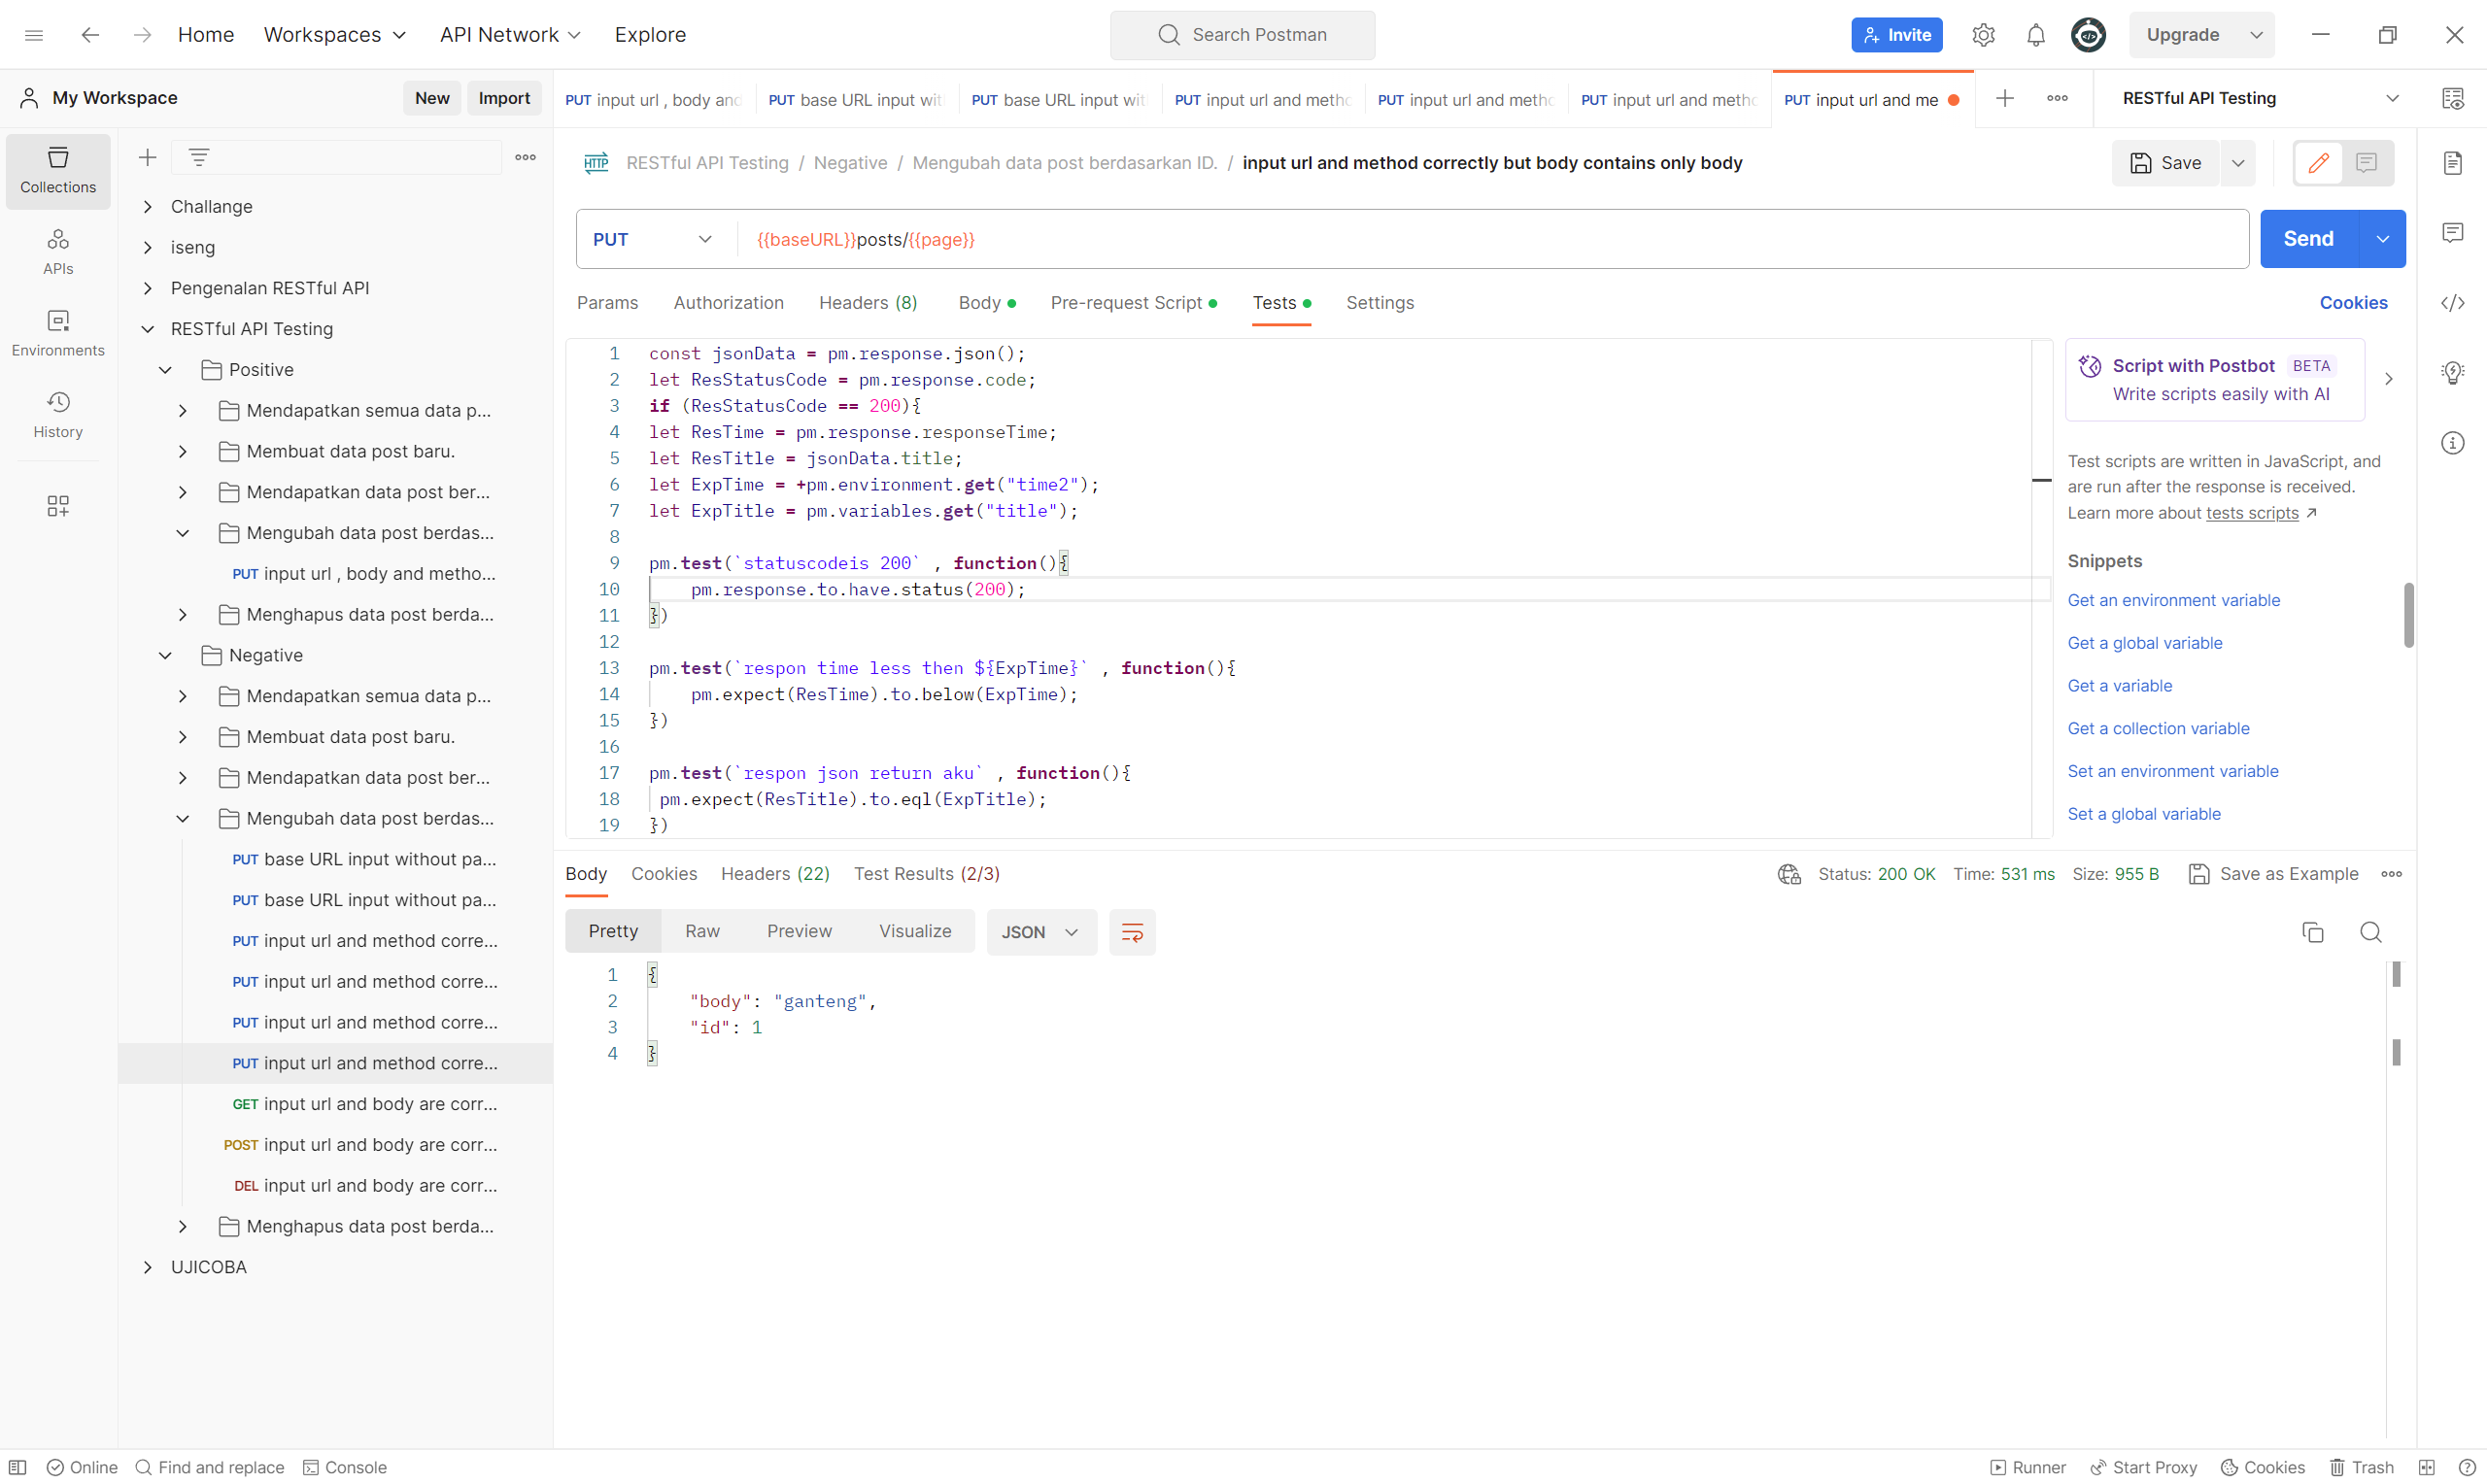 Home Workspaces API Network Explore Search Postman Invite Upgrade
My Workspace New Import
PUT input url , body and PUT base URL input wit PUT base URL input wit PUT input url and metho PUT input url and metho PUT input url and metho PUT input url and me RESTful API Testing
Collections
APIs
Environments
History
Challange
iseng
Pengenalan RESTful API
RESTful API Testing
Positive
Mendapatkan semua data p...
Membuat data post baru.
Mendapatkan data post ber...
Mengubah data post berdas...
PUT input url , body and metho...
Menghapus data post berda...
Negative
Mendapatkan semua data p...
Membuat data post baru.
Mendapatkan data post ber...
Mengubah data post berdas...
PUT base URL input without pa...
PUT base URL input without pa...
PUT input url and method corre...
PUT input url and method corre...
PUT input url and method corre...
PUT input url and method corre...
GET input url and body are corr...
POST input url and body are corr...
DEL input url and body are corr...
Menghapus data post berda...
UJICOBA
HTTP RESTful API Testing / Negative / Mengubah data post berdasarkan ID. / input url and method correctly but body contains only body Save
PUT {{baseURL}}posts/{{page}} Send
Params Authorization Headers (8) Body Pre-request Script Tests Settings Cookies
1 const jsonData = pm.response.json();
2 let ResStatusCode = pm.response.code;
3 if (ResStatusCode == 200){
4 let ResTime = pm.response.responseTime;
5 let ResTitle = jsonData.title;
6 let ExpTime = +pm.environment.get("time2");
7 let ExpTitle = pm.variables.get("title");
8
9 pm.test(`statuscodeis 200` , function(){
10 pm.response.to.have.status(200);
11 })
12
13 pm.test(`respon time less then ${ExpTime}` , function(){
14 pm.expect(ResTime).to.below(ExpTime);
15 })
16
17 pm.test(`respon json return aku` , function(){
18 pm.expect(ResTitle).to.eql(ExpTitle);
19 })
Script with Postbot BETA
Write scripts easily with AI
Test scripts are written in JavaScript, and
are run after the response is received.
Learn more about tests scripts ↗
Snippets
Get an environment variable
Get a global variable
Get a variable
Get a collection variable
Set an environment variable
Set a global variable
Body Cookies Headers (22) Test Results (2/3) Status: 200 OK Time: 531 ms Size: 955 B Save as Example
Pretty Raw Preview Visualize JSON
1 {
2 "body": "ganteng",
3 "id": 1
4 }
Online Find and replace Console Runner Start Proxy Cookies Trash